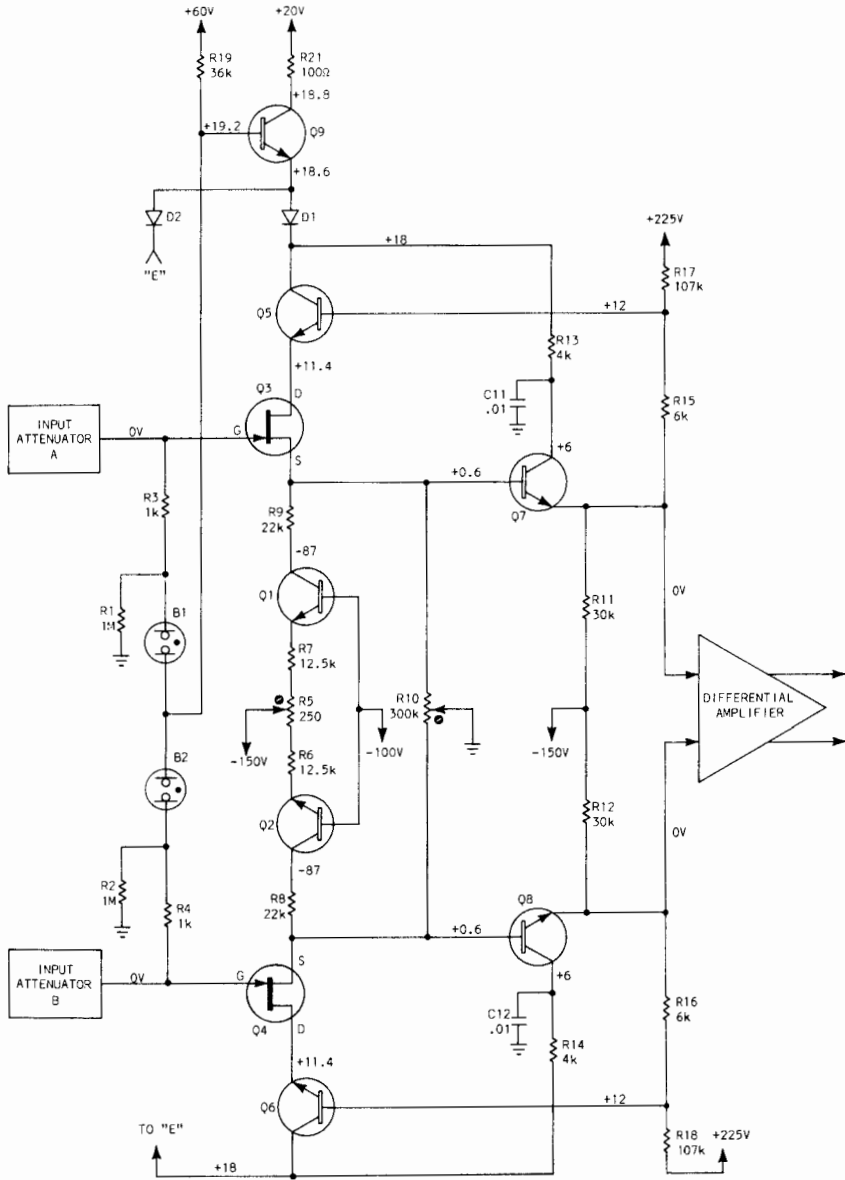 +60V
+20V
R19
36k
R21
100Ω
+18.8
+19.2
Q9
+18.6
D2
D1
"E"
+18
+225V
R17
107k
Q5
+12
R13
4k
+11.4
Q3
D
C11
.01
R15
6k
INPUT
ATTENUATOR
A
0V
G
S
+6
+0.6
Q7
R3
1k
R9
22k
-87
R1
1M
B1
Q1
R11
30k
0V
R7
12.5k
R5
250
R10
300k
DIFFERENTIAL
AMPLIFIER
-150V
-100V
-150V
R6
12.5k
B2
Q2
R12
30k
0V
-87
R2
1M
R4
1k
R8
22k
Q8
+0.6
INPUT
ATTENUATOR
B
0V
G
S
+6
Q4
D
C12
.01
R16
6k
R14
4k
+11.4
Q6
+12
TO "E"
R18
107k
+225V
+18